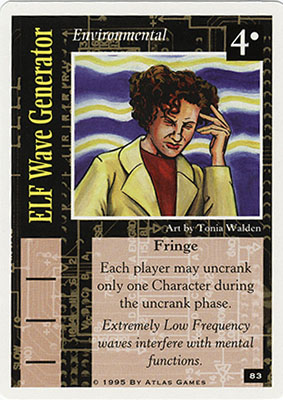 ELF Wave Generator
Environmental
4•
Art by Tonia Walden
Fringe
Each player may uncrank
only one Character during
the uncrank phase.
Extremely Low Frequency
waves interfere with mental
functions.
© 1995 By Atlas Games
83